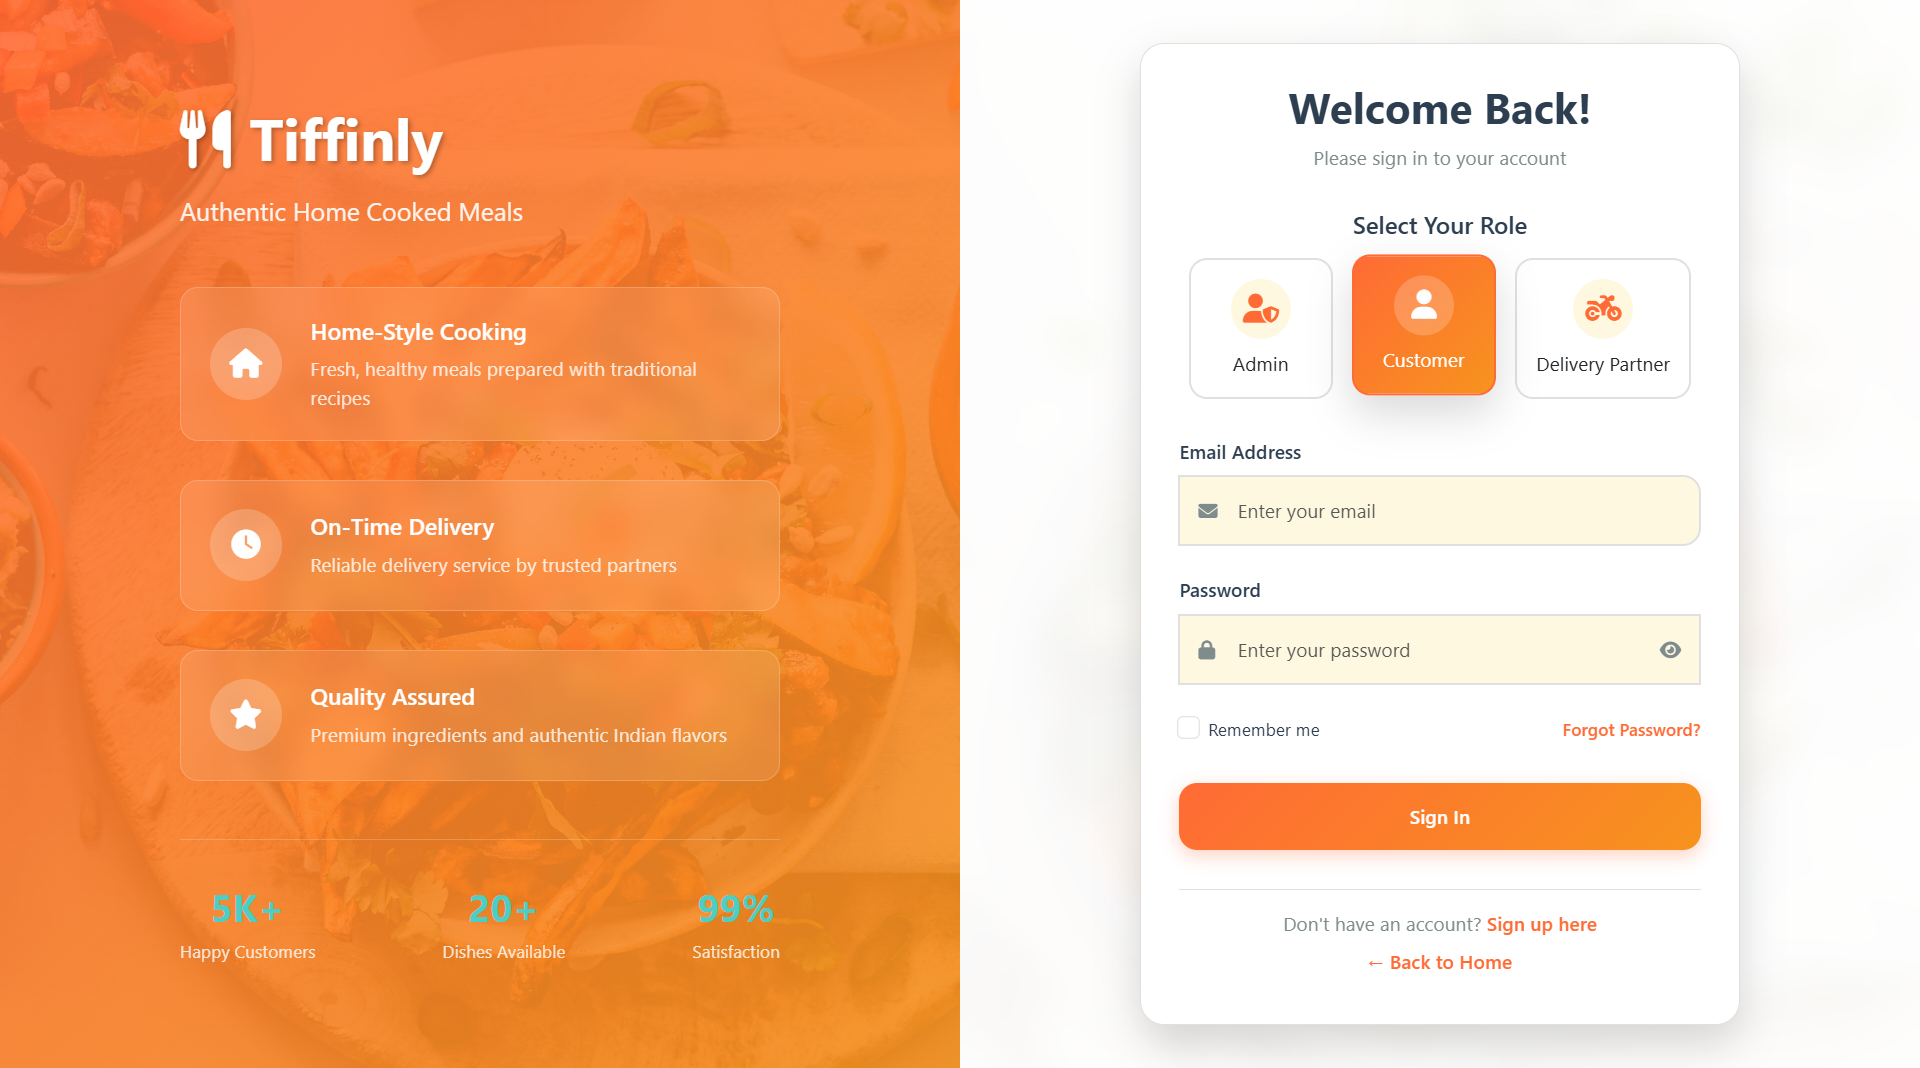 Tiffinly
Authentic Home Cooked Meals
Home-Style Cooking
Fresh, healthy meals prepared with traditional
recipes
On-Time Delivery
Reliable delivery service by trusted partners
Quality Assured
Premium ingredients and authentic Indian flavors
5K+
Happy Customers
20+
Dishes Available
99%
Satisfaction
Welcome Back!
Please sign in to your account
Select Your Role
Admin
Customer
Delivery Partner
Email Address
Enter your email
Password
Enter your password
Remember me
Forgot Password?
Sign In
Don't have an account? Sign up here
← Back to Home